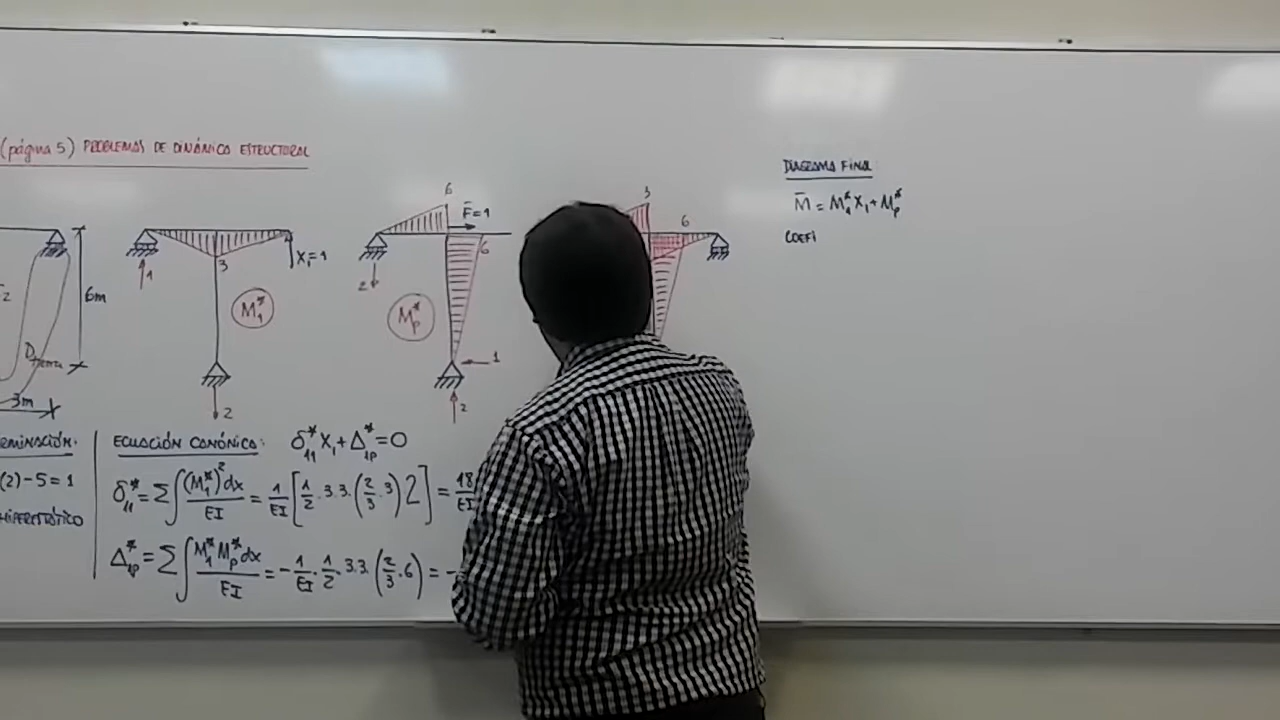 (página 5) PROBLEMAS DE DINÁMICA ESTRUCTURAL
6m
3m
1
3
X₁=1
M₁*
2
6
F̄=1
6
2
Mp*
1
2
3
6
DIAGRAMA FINAL
M̄ = M₁* X₁ + Mp*
COEFI
(2)-5=1
ECUACIÓN CANÓNICA: δ₁₁* X₁ + Δ₁p* = 0
δ₁₁* = Σ∫ (M₁*)² dx / EI = 1/EI [1/2 · 3·3 · (2/3 · 3) 2] = 18/EI
Δ₁p* = Σ∫ M₁* Mp* dx / EI = -1/EI · 1/2 · 3·3 · (2/3 · 6) = -